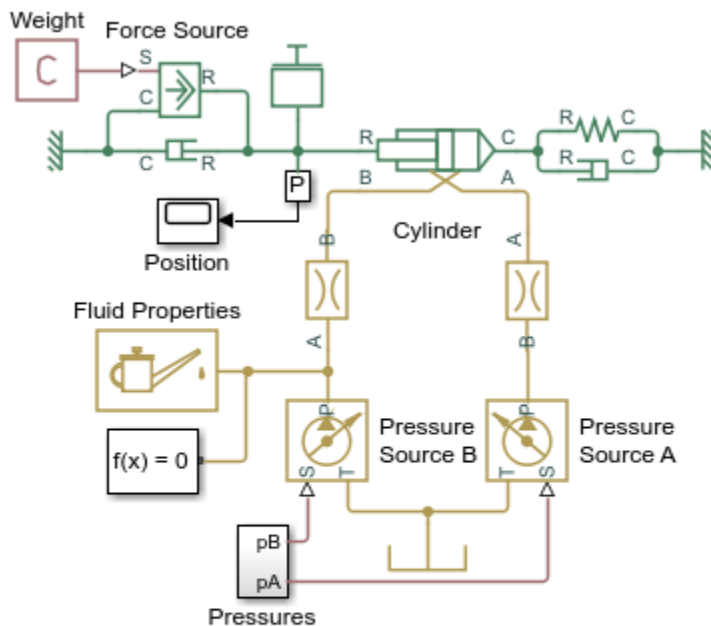 Weight
Force Source
C
S
R
C
C
R
P
Position
R
B
C
A
Cylinder
R
C
R
C
B
A
A
B
Fluid Properties
f(x) = 0
P
S
T
Pressure
Source B
P
T
S
Pressure
Source A
pB
pA
Pressures